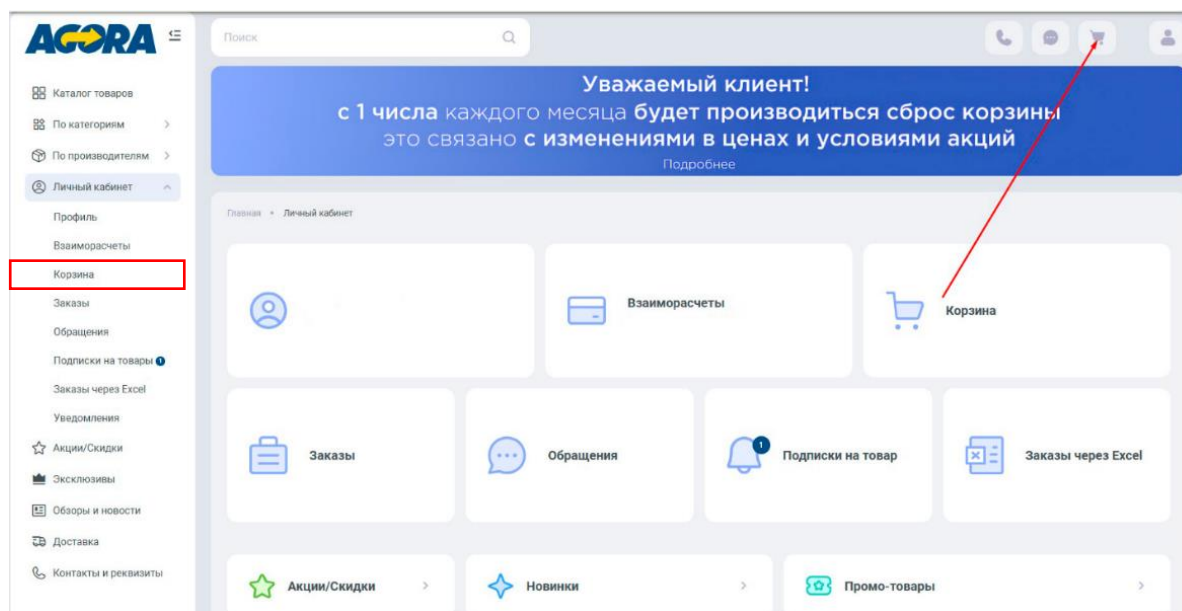 AGORA
Поиск
Уважаемый клиент!
с 1 числа каждого месяца будет производиться сброс корзины
это связано с изменениями в ценах и условиями акций
Подробнее
Каталог товаров
По категориям
По производителям
Личный кабинет
Профиль
Взаиморасчеты
Корзина
Заказы
Обращения
Подписки на товары 1
Заказы через Excel
Уведомления
Акции/Скидки
Эксклюзивы
Обзоры и новости
Доставка
Контакты и реквизиты
Главная • Личный кабинет
Взаиморасчеты
Корзина
Заказы
Обращения
1
Подписки на товар
Заказы через Excel
Акции/Скидки
Новинки
Промо-товары